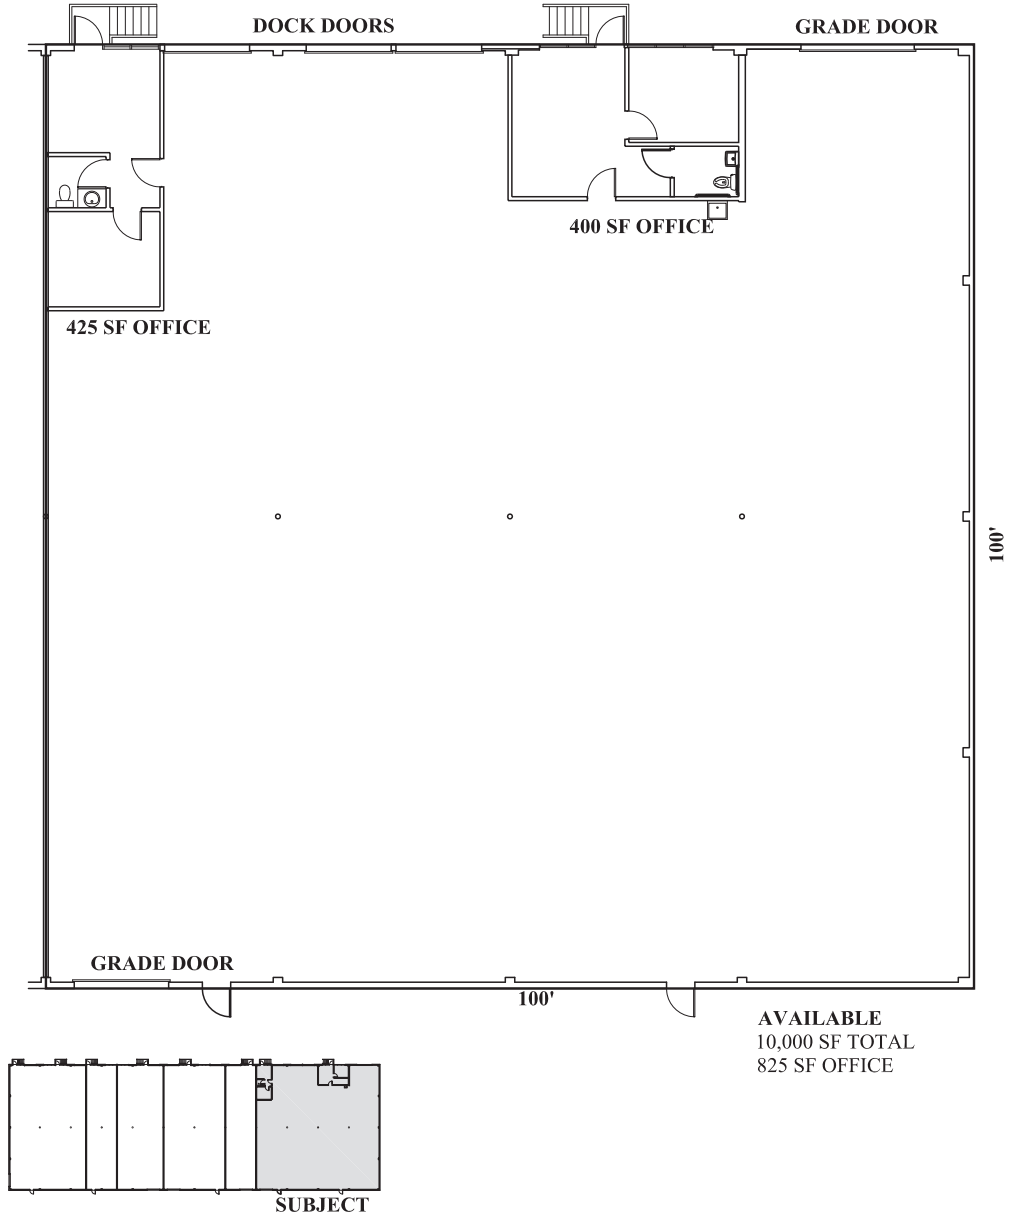 DOCK DOORS
GRADE DOOR
400 SF OFFICE
425 SF OFFICE
100'
GRADE DOOR
100'
AVAILABLE
10,000 SF TOTAL
825 SF OFFICE
SUBJECT